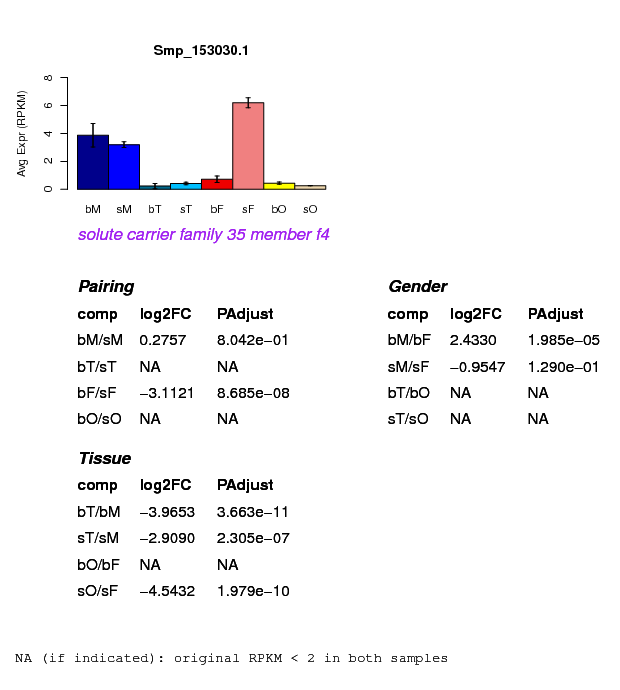 Smp_153030.1
Avg Expr (RPKM)
8
6
4
2
0
bM sM bT sT bF sF bO sO
solute carrier family 35 member f4
Pairing
comp log2FC PAdjust
bM/sM 0.2757 8.042e−01
bT/sT NA NA
bF/sF −3.1121 8.685e−08
bO/sO NA NA
Gender
comp log2FC PAdjust
bM/bF 2.4330 1.985e−05
sM/sF −0.9547 1.290e−01
bT/bO NA NA
sT/sO NA NA
Tissue
comp log2FC PAdjust
bT/bM −3.9653 3.663e−11
sT/sM −2.9090 2.305e−07
bO/bF NA NA
sO/sF −4.5432 1.979e−10
NA (if indicated): original RPKM < 2 in both samples